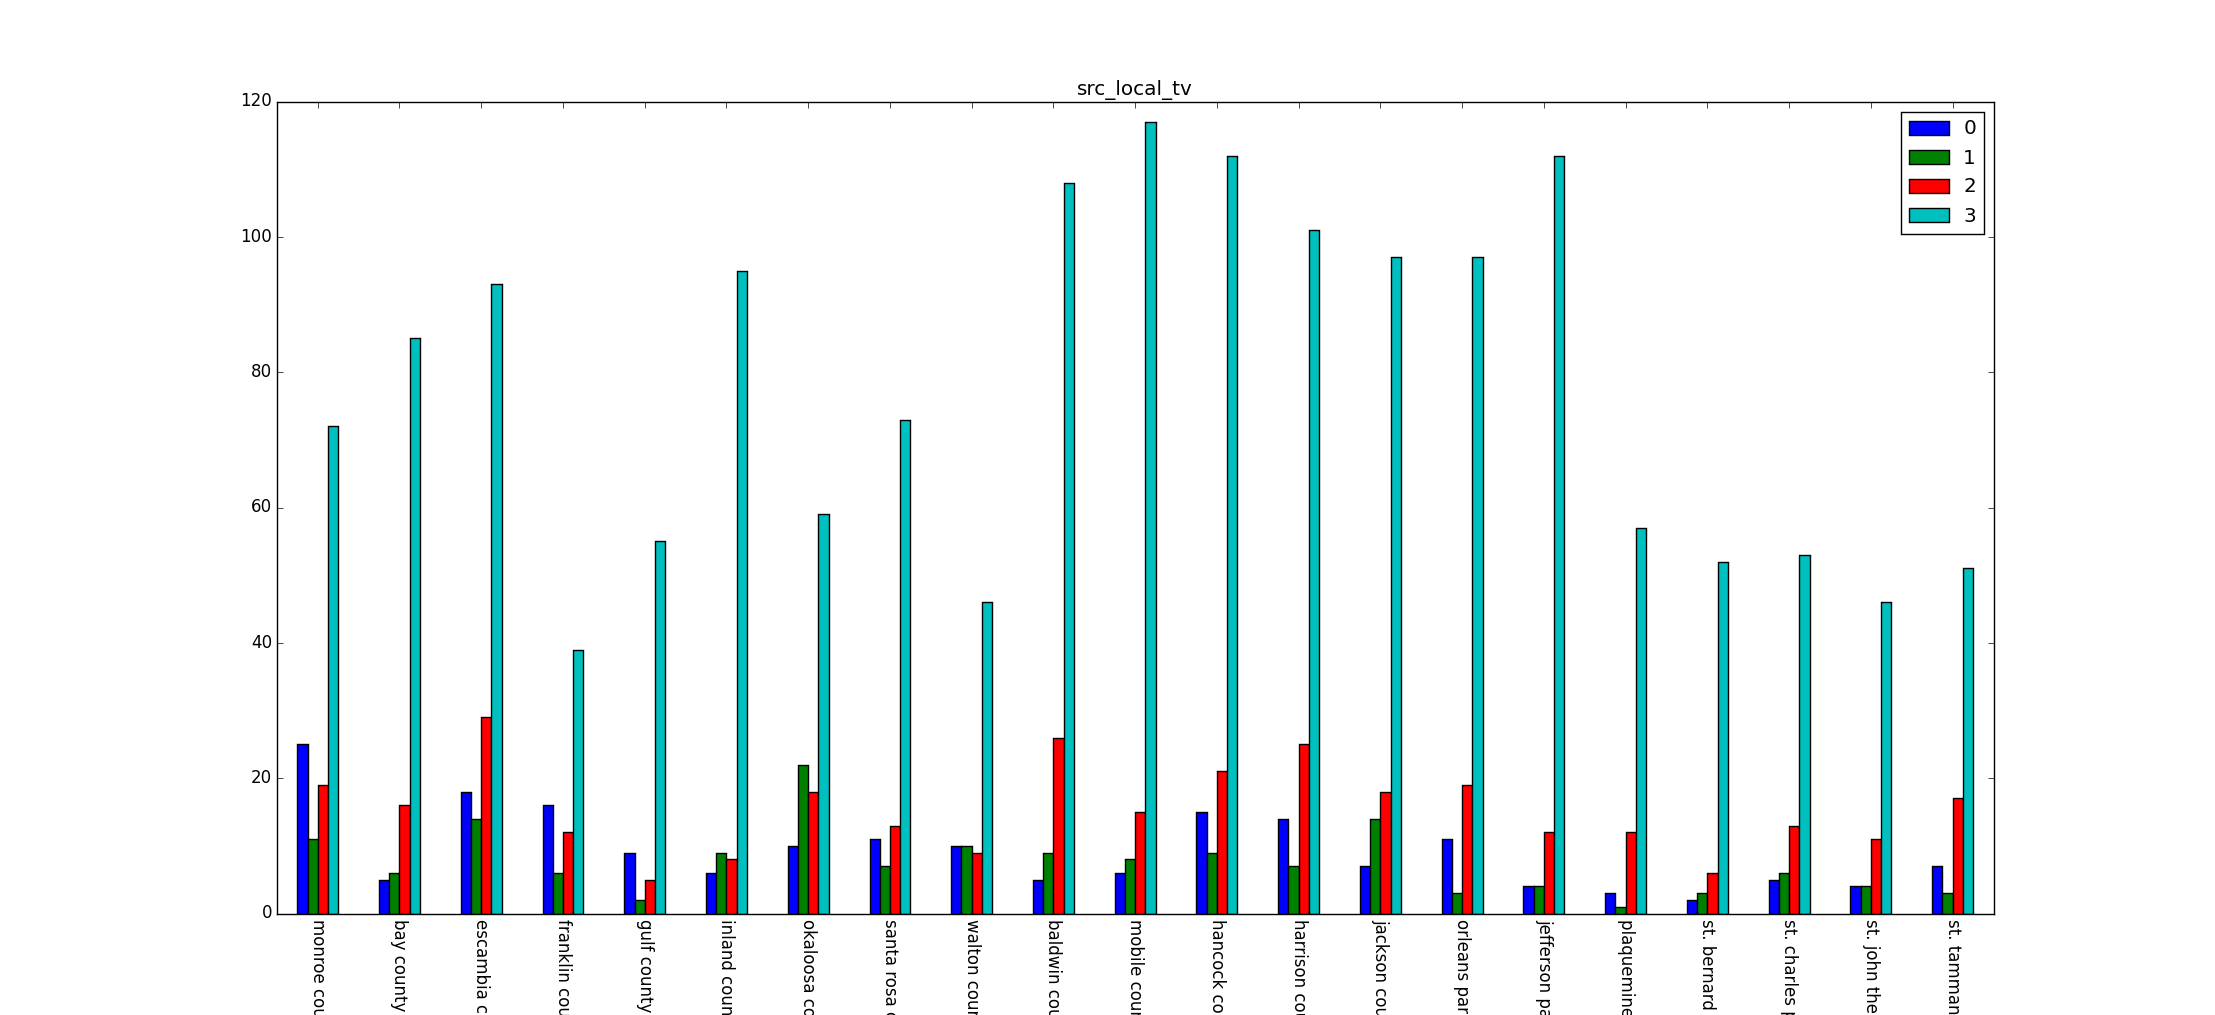 src_local_tv
120
100
80
60
40
20
0
0
1
2
3
monroe cou
bay county
escambia c
franklin cou
gulf county
inland coun
okaloosa co
santa rosa c
walton coun
baldwin cou
mobile coun
hancock co
harrison cou
jackson cou
orleans par
jefferson pa
plaquemine
st. bernard
st. charles p
st. john the
st. tamman